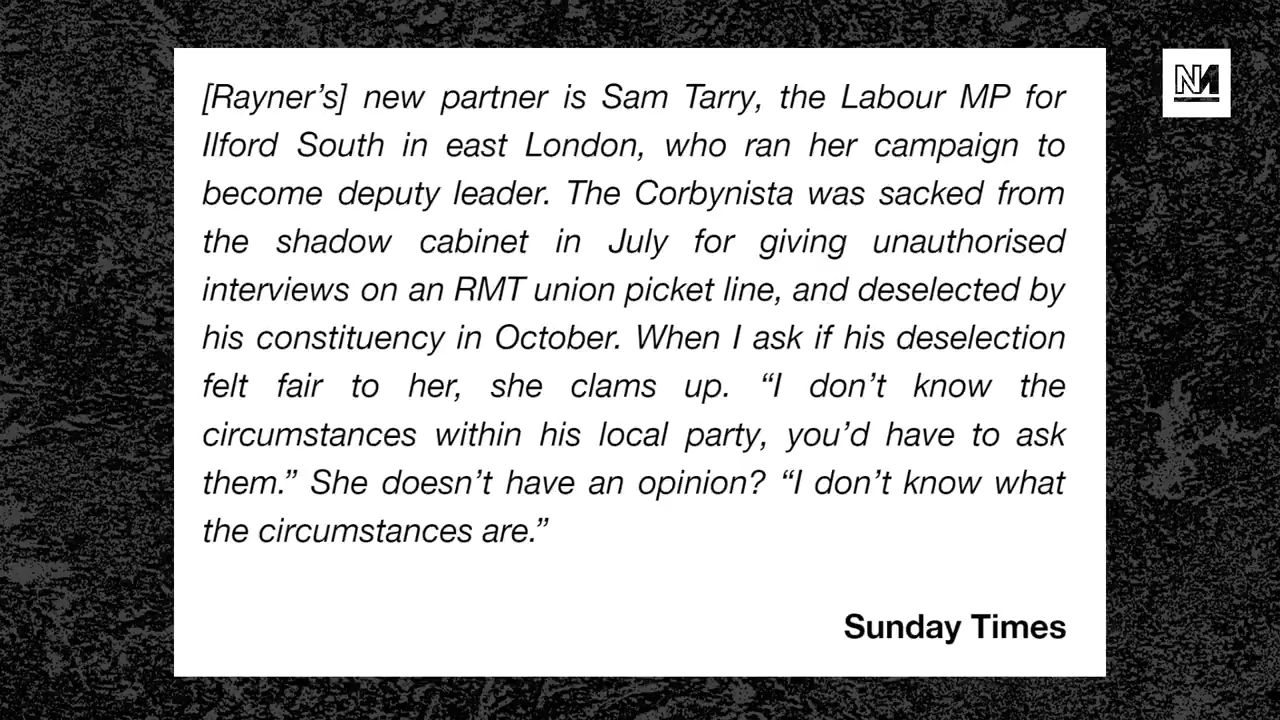 [Rayner’s] new partner is Sam Tarry, the Labour MP for
Ilford South in east London, who ran her campaign to
become deputy leader. The Corbynista was sacked from
the shadow cabinet in July for giving unauthorised
interviews on an RMT union picket line, and deselected by
his constituency in October. When I ask if his deselection
felt fair to her, she clams up. “I don’t know the
circumstances within his local party, you’d have to ask
them.” She doesn’t have an opinion? “I don’t know what
the circumstances are.”
Sunday Times
NM